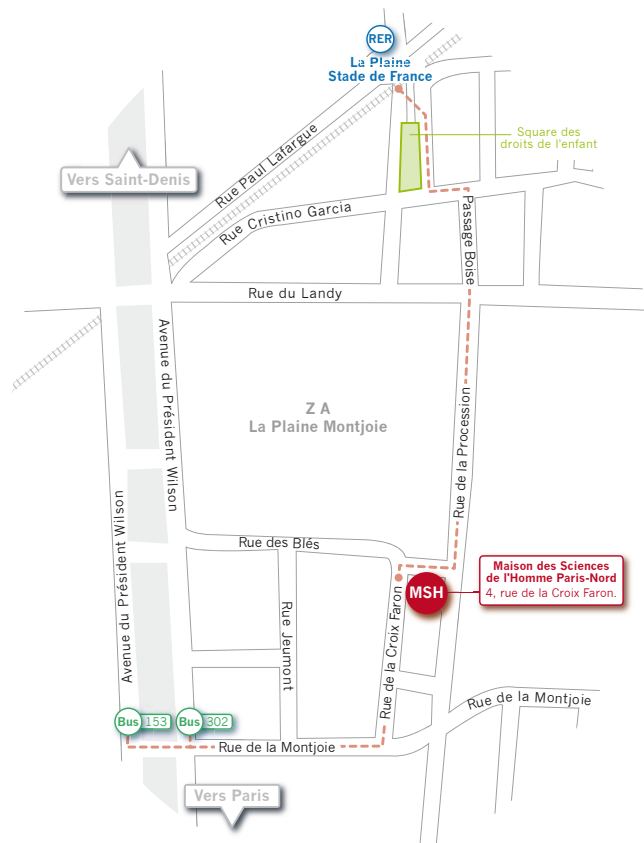 RER
La Plaine
Stade de France
Square des
droits de l'enfant
Rue Paul Lafargue
Vers Saint-Denis
Rue Cristino Garcia
Passage Boise
Rue du Landy
Avenue du Président Wilson
Z A
La Plaine Montjoie
Rue de la Procession
Avenue du Président Wilson
Rue des Blés
Maison des Sciences
de l'Homme Paris-Nord
4, rue de la Croix Faron.
MSH
Rue Jeumont
Rue de la Croix Faron
Rue de la Montjoie
Bus 153
Bus 302
Rue de la Montjoie
Vers Paris